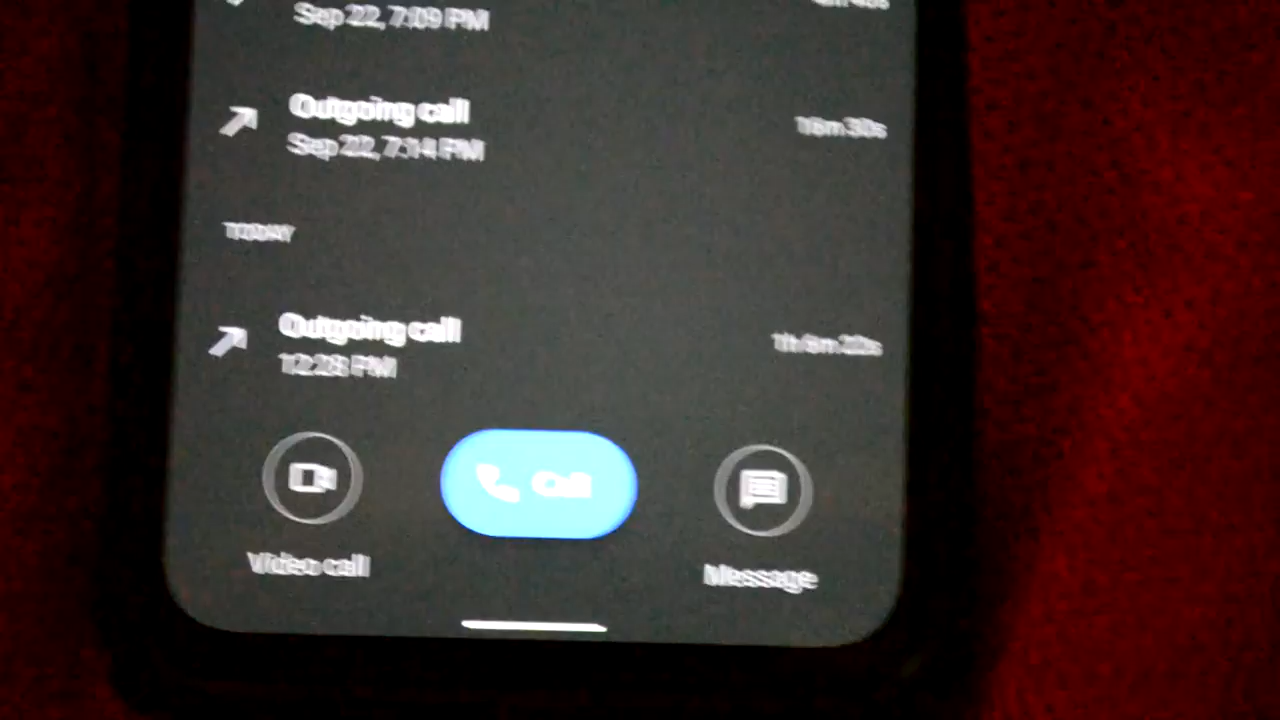 Sep 22, 7:09 PM
Outgoing call
16m 30s
Sep 22, 7:14 PM
TODAY
Outgoing call
12:28 PM
Call
Video call
Message